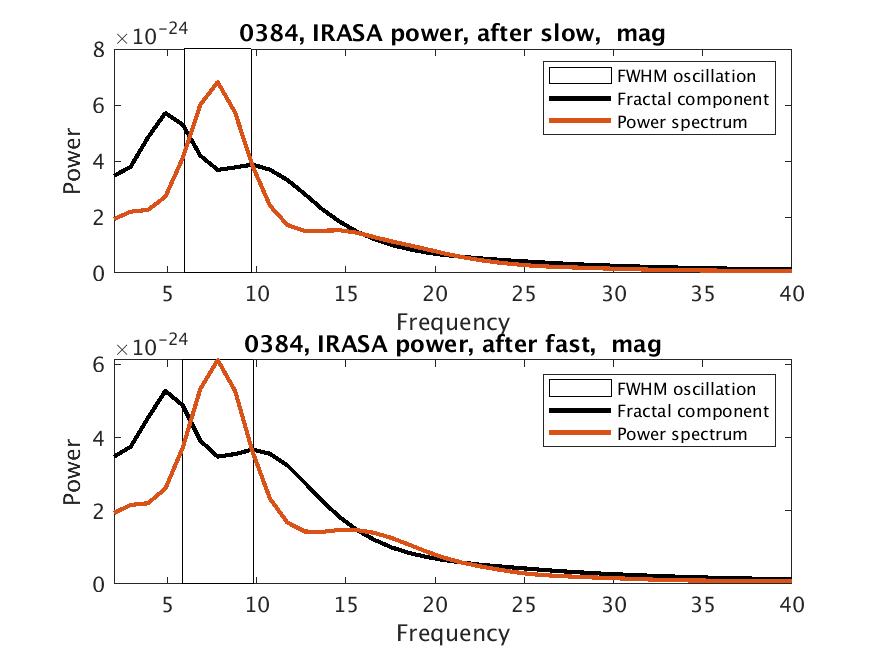 0384, IRASA power, after slow,  mag
×10-24
8
6
4
2
0
Power
FWHM oscillation
Fractal component
Power spectrum
5 10 15 20 25 30 35 40
Frequency
0384, IRASA power, after fast,  mag
×10-24
6
4
2
0
Power
FWHM oscillation
Fractal component
Power spectrum
5 10 15 20 25 30 35 40
Frequency